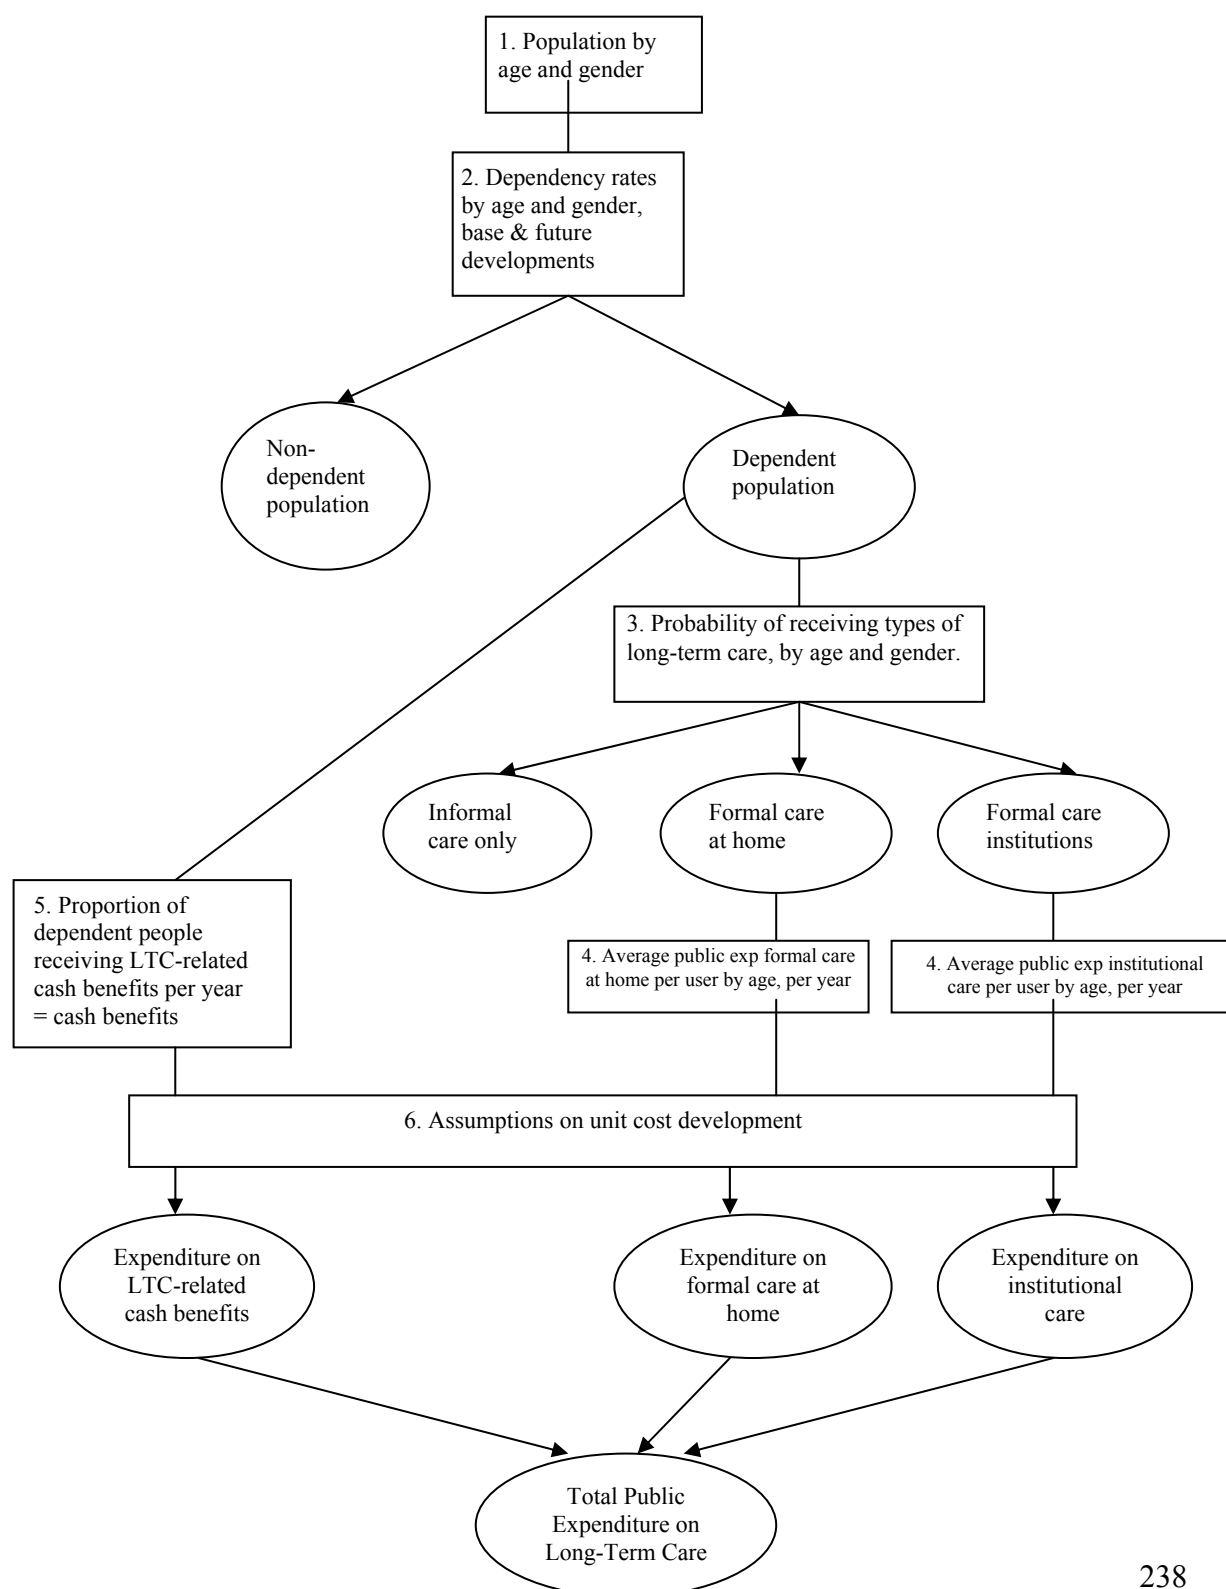 1. Population by
age and gender
2. Dependency rates
by age and gender,
base & future
developments
Non-
dependent
population
Dependent
population
3. Probability of receiving types of
long-term care, by age and gender.
Informal
care only
Formal care
at home
Formal care
institutions
5. Proportion of
dependent people
receiving LTC-related
cash benefits per year
= cash benefits
4. Average public exp formal care
at home per user by age, per year
4. Average public exp institutional
care per user by age, per year
6. Assumptions on unit cost development
Expenditure on
LTC-related
cash benefits
Expenditure on
formal care at
home
Expenditure on
institutional
care
Total Public
Expenditure on
Long-Term Care
238